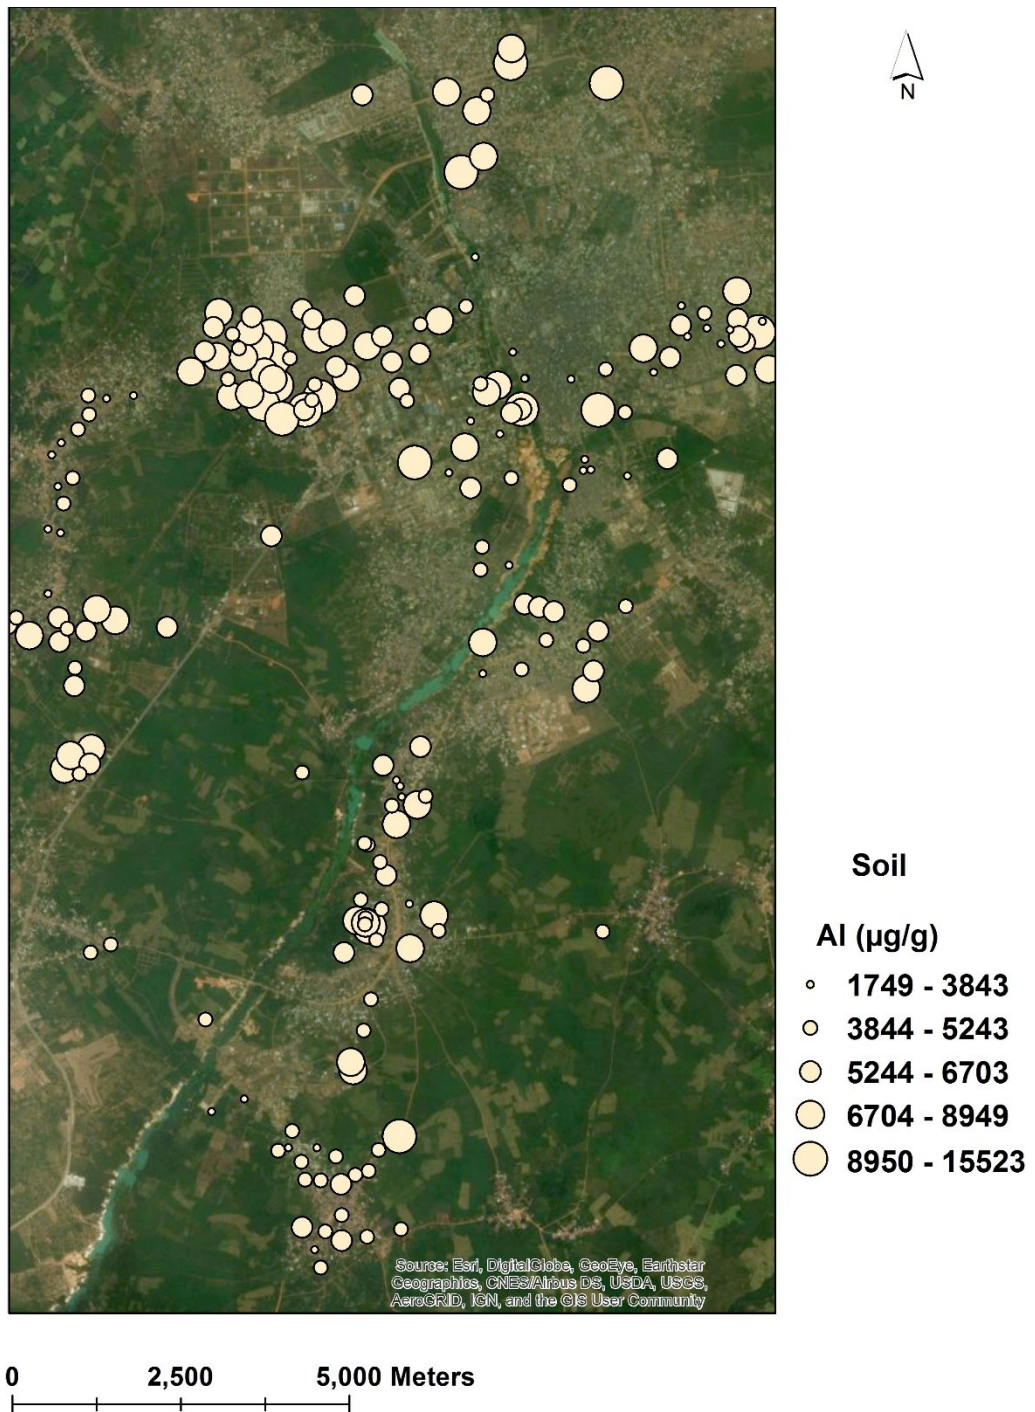 N
Soil
Al (µg/g)
1749 - 3843
3844 - 5243
5244 - 6703
6704 - 8949
8950 - 15523
Source: Esri, DigitalGlobe, GeoEye, Earthstar
Geographics, CNES/Airbus DS, USDA, USGS,
AeroGRID, IGN, and the GIS User Community
0 2,500 5,000 Meters